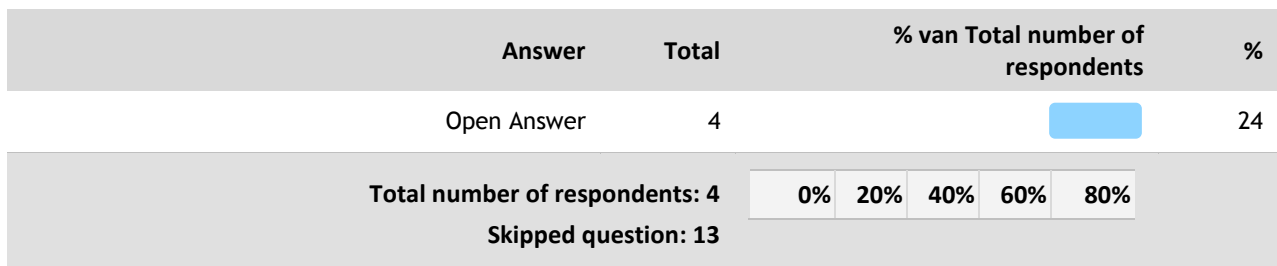 Answer Total % van Total number of respondents %
Open Answer 4 24
Total number of respondents: 4 0% 20% 40% 60% 80%
Skipped question: 13